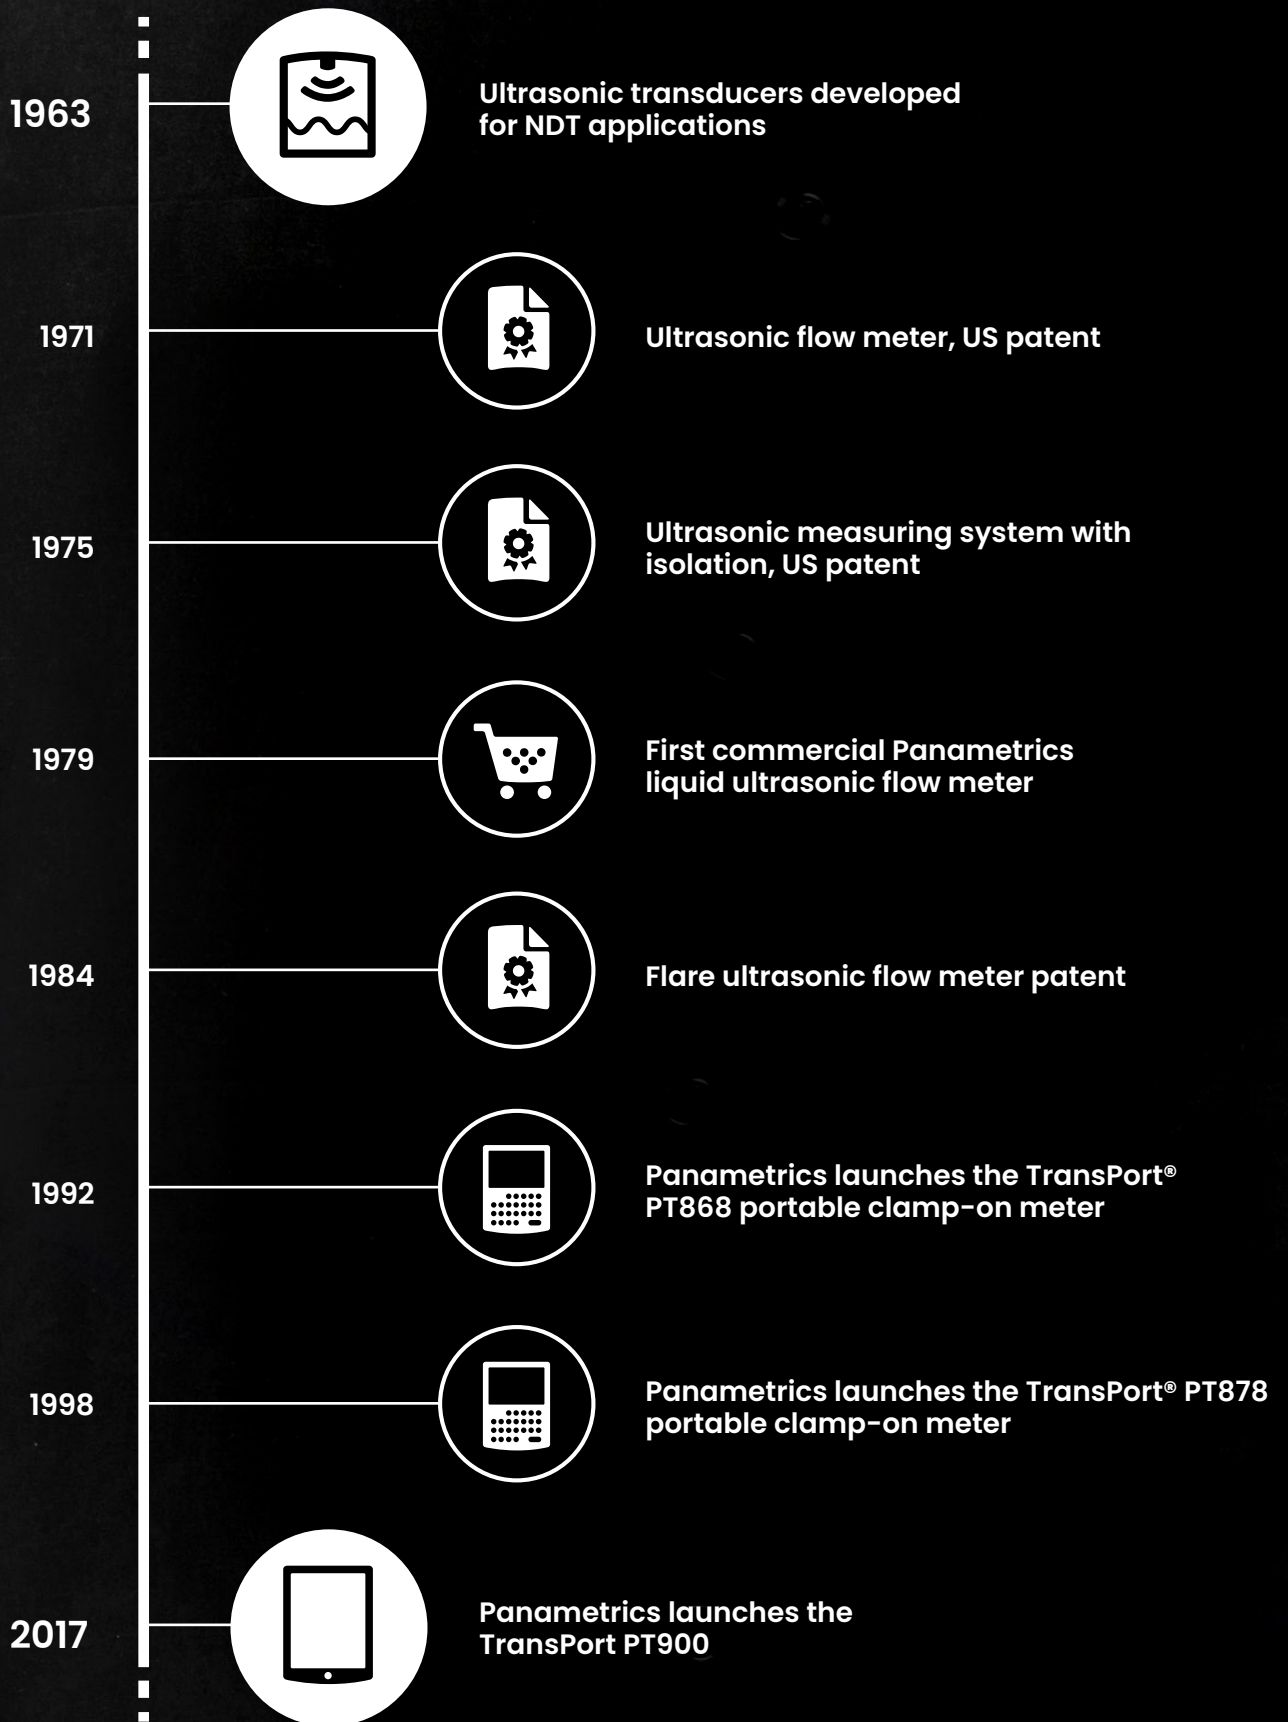 1963
Ultrasonic transducers developed
for NDT applications
1971
Ultrasonic flow meter, US patent
1975
Ultrasonic measuring system with
isolation, US patent
1979
First commercial Panametrics
liquid ultrasonic flow meter
1984
Flare ultrasonic flow meter patent
1992
Panametrics launches the TransPort®
PT868 portable clamp-on meter
1998
Panametrics launches the TransPort® PT878
portable clamp-on meter
2017
Panametrics launches the
TransPort PT900